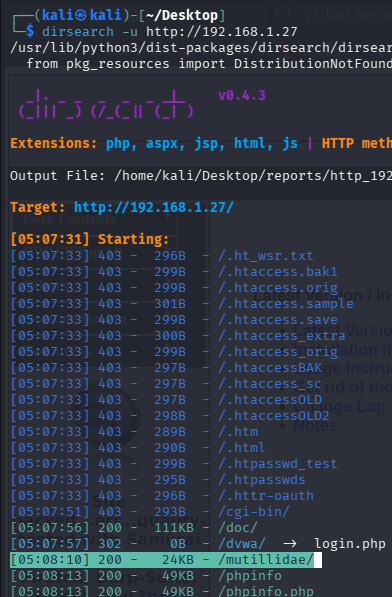 (kali㉿kali)-[~/Desktop]
$ dirsearch -u http://192.168.1.27
/usr/lib/python3/dist-packages/dirsearch/dirsear
from pkg_resources import DistributionNotFound
v0.4.3
Extensions: php, aspx, jsp, html, js | HTTP meth
Output File: /home/kali/Desktop/reports/http_192
Target: http://192.168.1.27/
[05:07:31] Starting:
[05:07:33] 403 - 296B - /.ht_wsr.txt
[05:07:33] 403 - 299B - /.htaccess.bak1
[05:07:33] 403 - 299B - /.htaccess.orig
[05:07:33] 403 - 301B - /.htaccess.sample
[05:07:33] 403 - 299B - /.htaccess.save
[05:07:33] 403 - 300B - /.htaccess_extra
[05:07:33] 403 - 299B - /.htaccess_orig
[05:07:33] 403 - 297B - /.htaccessBAK
[05:07:33] 403 - 297B - /.htaccess_sc
[05:07:33] 403 - 297B - /.htaccessOLD
[05:07:33] 403 - 298B - /.htaccessOLD2
[05:07:33] 403 - 289B - /.htm
[05:07:33] 403 - 290B - /.html
[05:07:33] 403 - 299B - /.htpasswd_test
[05:07:33] 403 - 295B - /.htpasswds
[05:07:33] 403 - 296B - /.httr-oauth
[05:07:51] 403 - 293B - /cgi-bin/
[05:07:56] 200 - 111KB - /doc/
[05:07:57] 302 - 0B - /dvwa/ → login.php
[05:08:10] 200 - 24KB - /mutillidae/
[05:08:13] 200 - 49KB - /phpinfo
[05:08:13] 200 - 49KB - /phpinfo.php